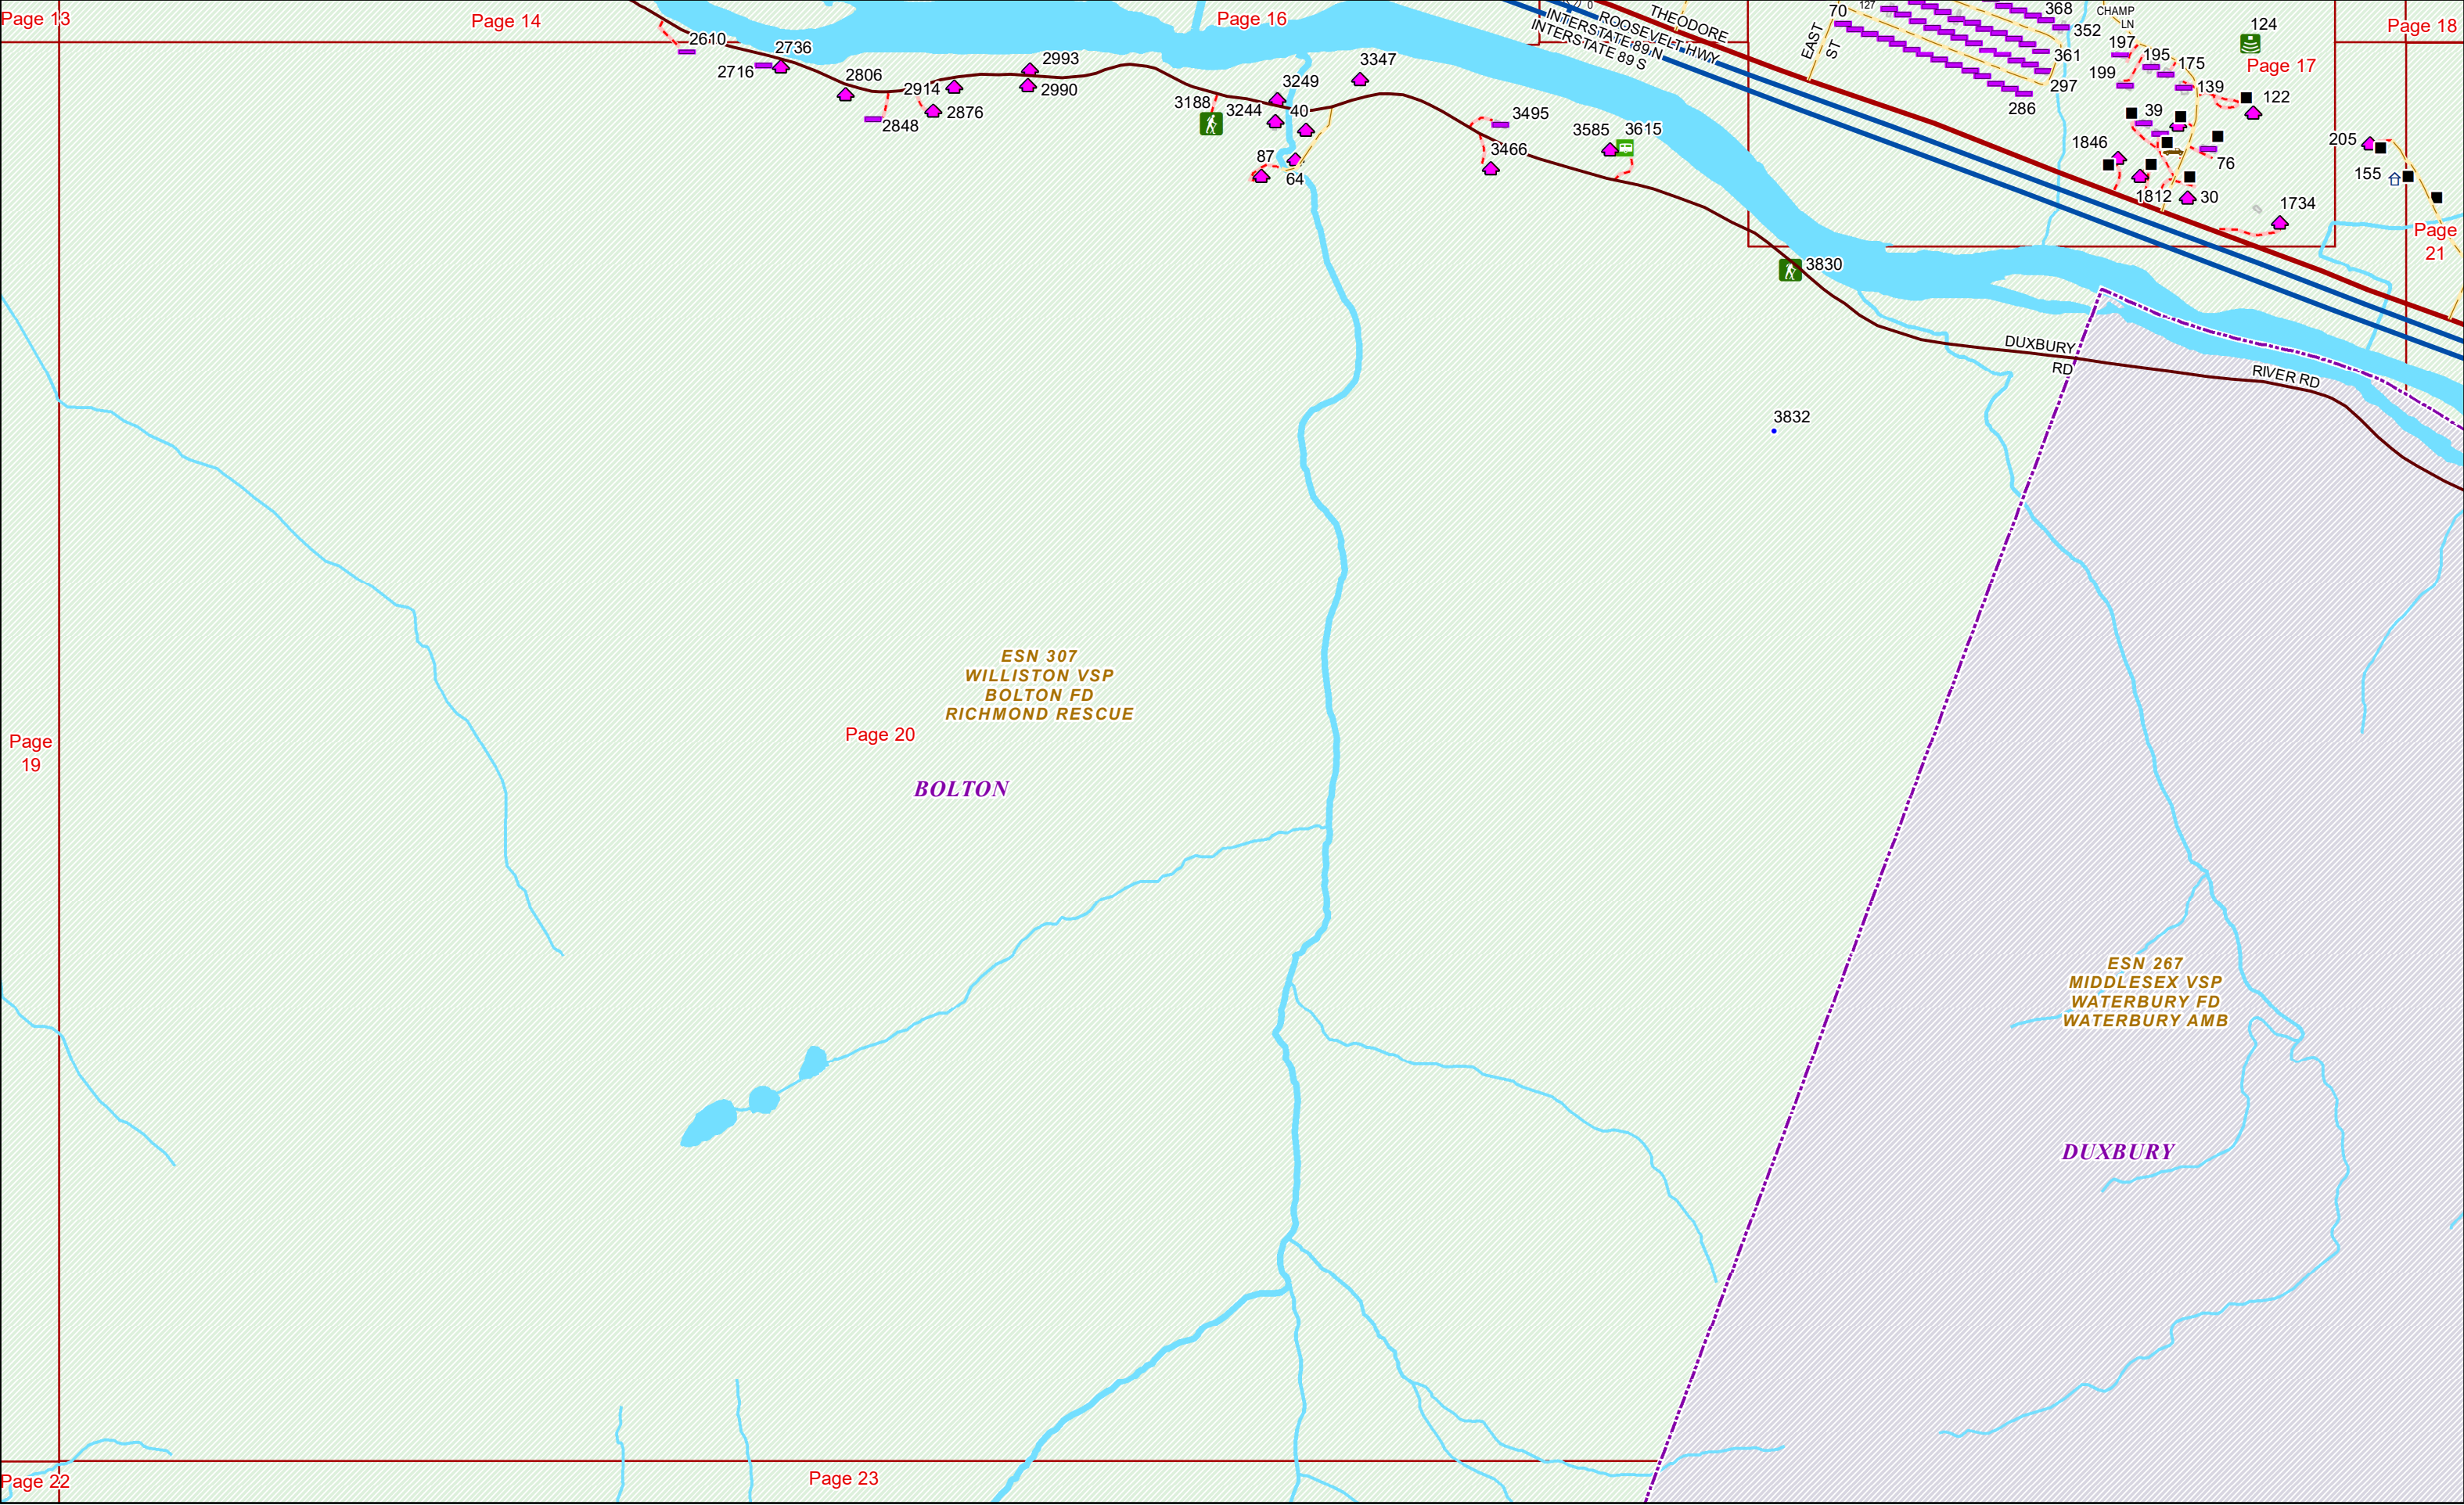 Page 13
Page 14
Page 16
0
THEODORE
ROOSEVELT HWY
INTERSTATE 89 N
INTERSTATE 89 S
EAST
ST
70
127
368
352
361
297
286
CHAMP
LN
197
195
175
199
139
124
122
Page 17
Page 18
2610
2716
2736
2806
2848
2914
2876
2993
2990
3188
3244
3249
40
3347
87
64
3495
3466
3585
3615
39
1846
76
1812
30
1734
205
155
Page
21
3830
DUXBURY
RD
RIVER RD
3832
ESN 307
WILLISTON VSP
BOLTON FD
RICHMOND RESCUE
Page 20
Page
19
BOLTON
ESN 267
MIDDLESEX VSP
WATERBURY FD
WATERBURY AMB
DUXBURY
Page 22
Page 23